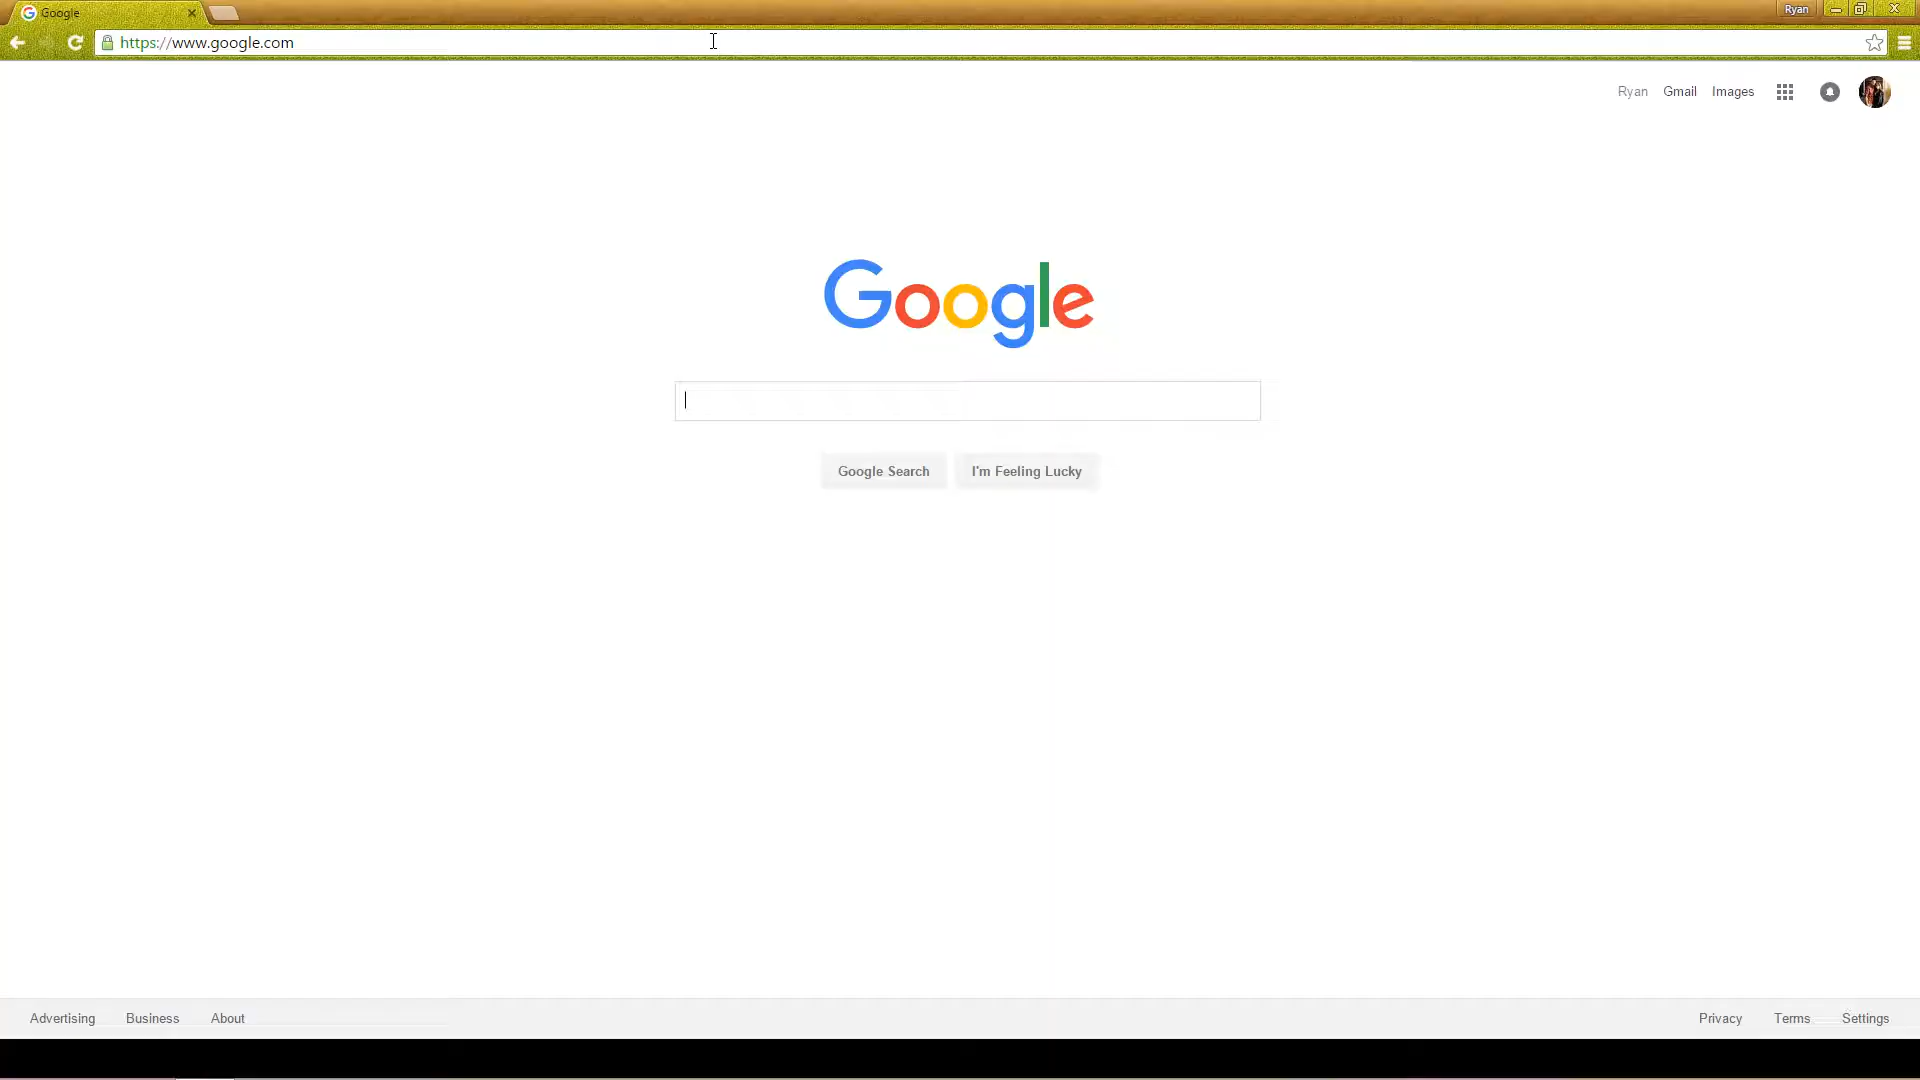 Google
Ryan
https://www.google.com
Ryan Gmail Images
Google
Google Search I'm Feeling Lucky
Advertising Business About Privacy Terms Settings